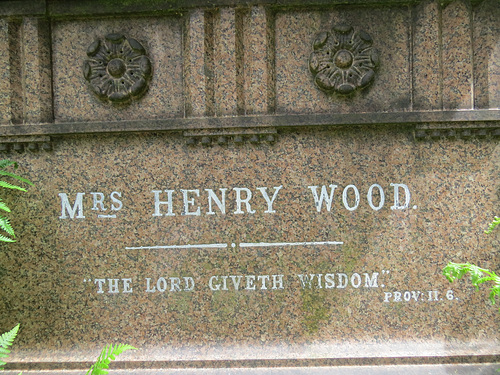 MRS HENRY WOOD.
"THE LORD GIVETH WISDOM."
PROV: II. 6.